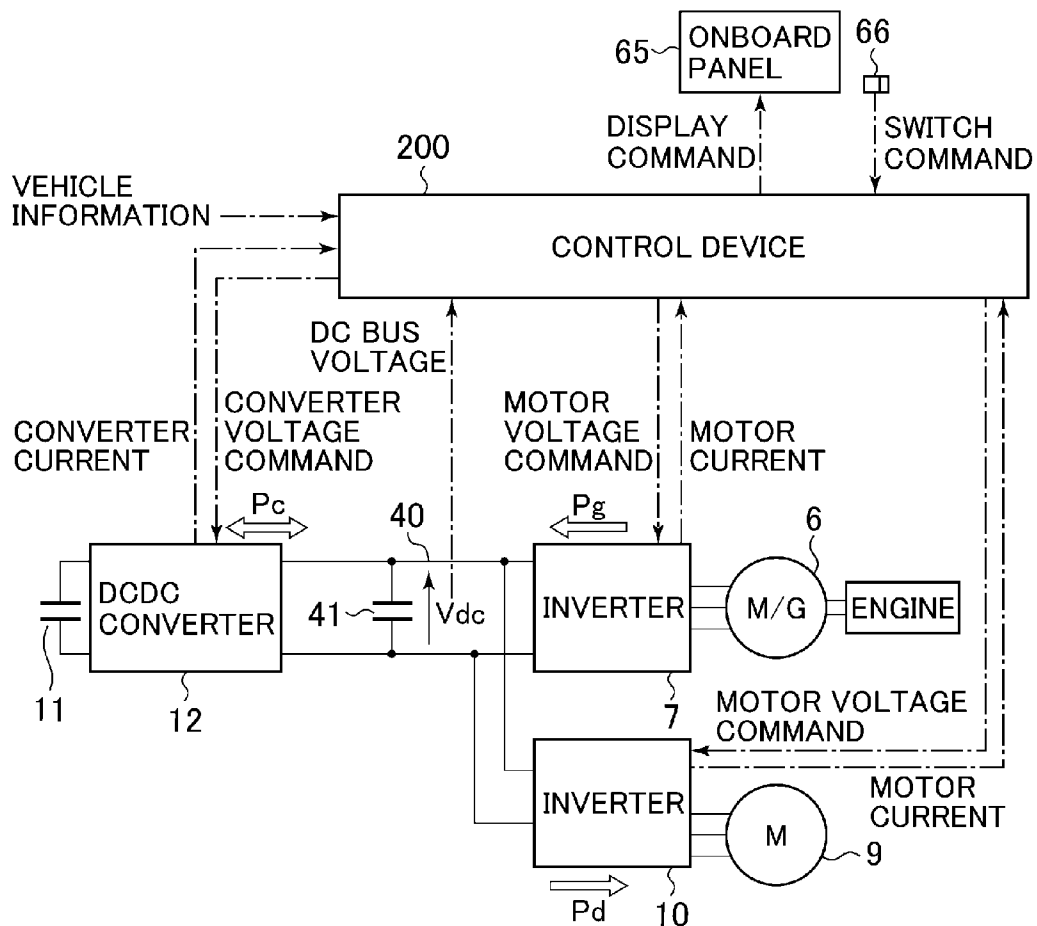 65
ONBOARD
PANEL
66
DISPLAY
COMMAND
SWITCH
COMMAND
200
VEHICLE
INFORMATION
CONTROL DEVICE
DC BUS
VOLTAGE
CONVERTER
CURRENT
CONVERTER
VOLTAGE
COMMAND
MOTOR
VOLTAGE
COMMAND
MOTOR
CURRENT
Pc
40
Pg
6
DCDC
CONVERTER
41
Vdc
INVERTER
M/G
ENGINE
11
12
7
MOTOR VOLTAGE
COMMAND
INVERTER
MOTOR
CURRENT
M
9
Pd
10